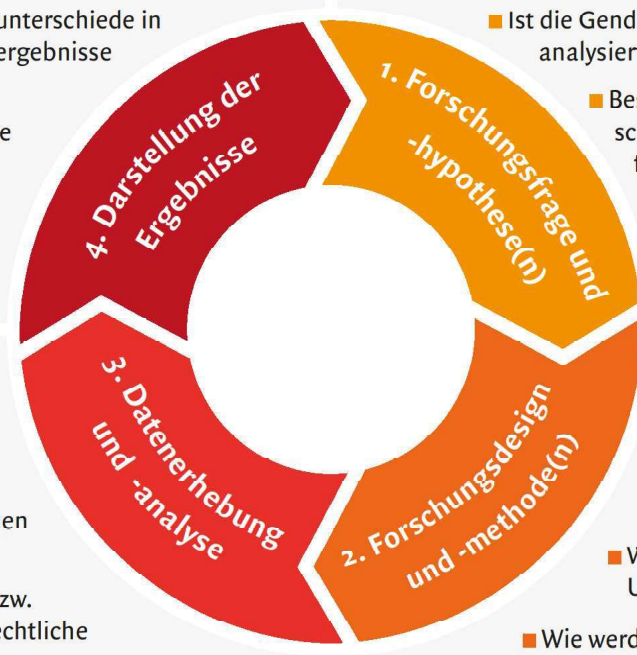 unterschiede in
ergebnisse
e
4. Darstellung der
Ergebnisse
Ist die Gend
analysier
Be
sc
t
1. Forschungsfrage und
-hypothese(n)
3. Datenerhebung
und -analyse
2. Forschungsdesign
und -methode(n)
en
zw.
echtliche
W
U
Wie werd